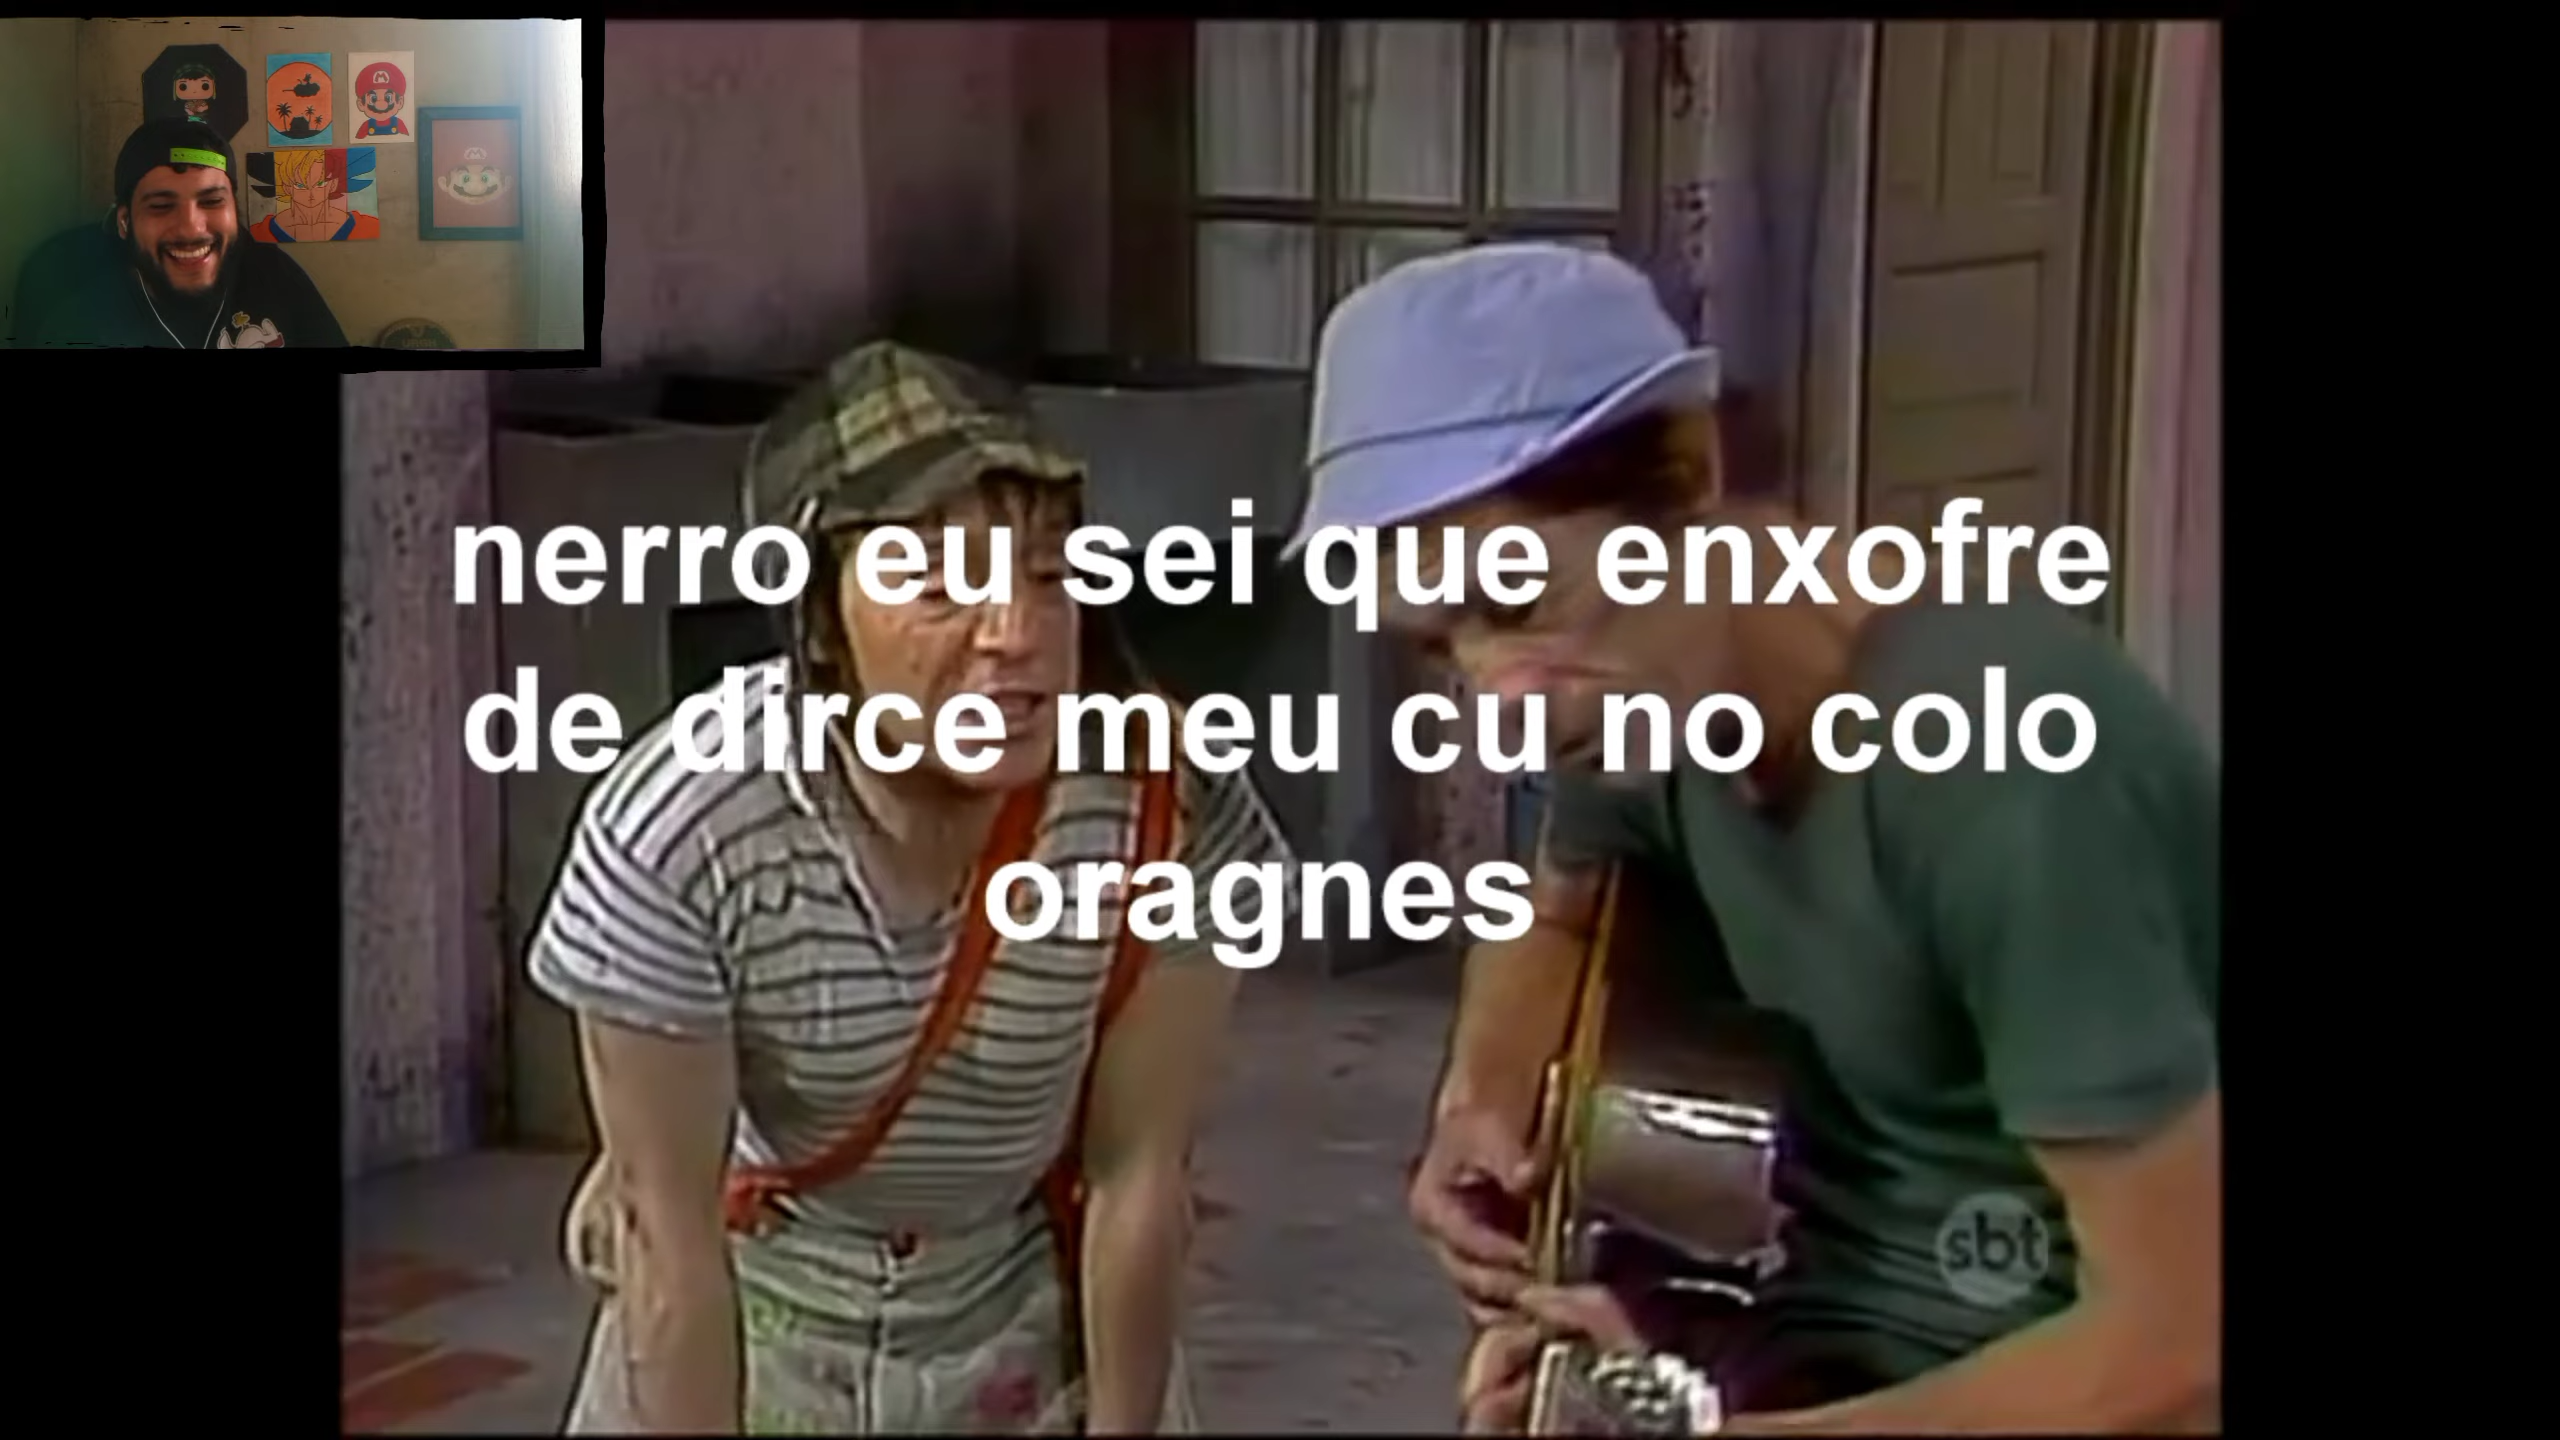 nerro eu sei que enxofre
de dirce meu cu no colo
oragnes
sbt